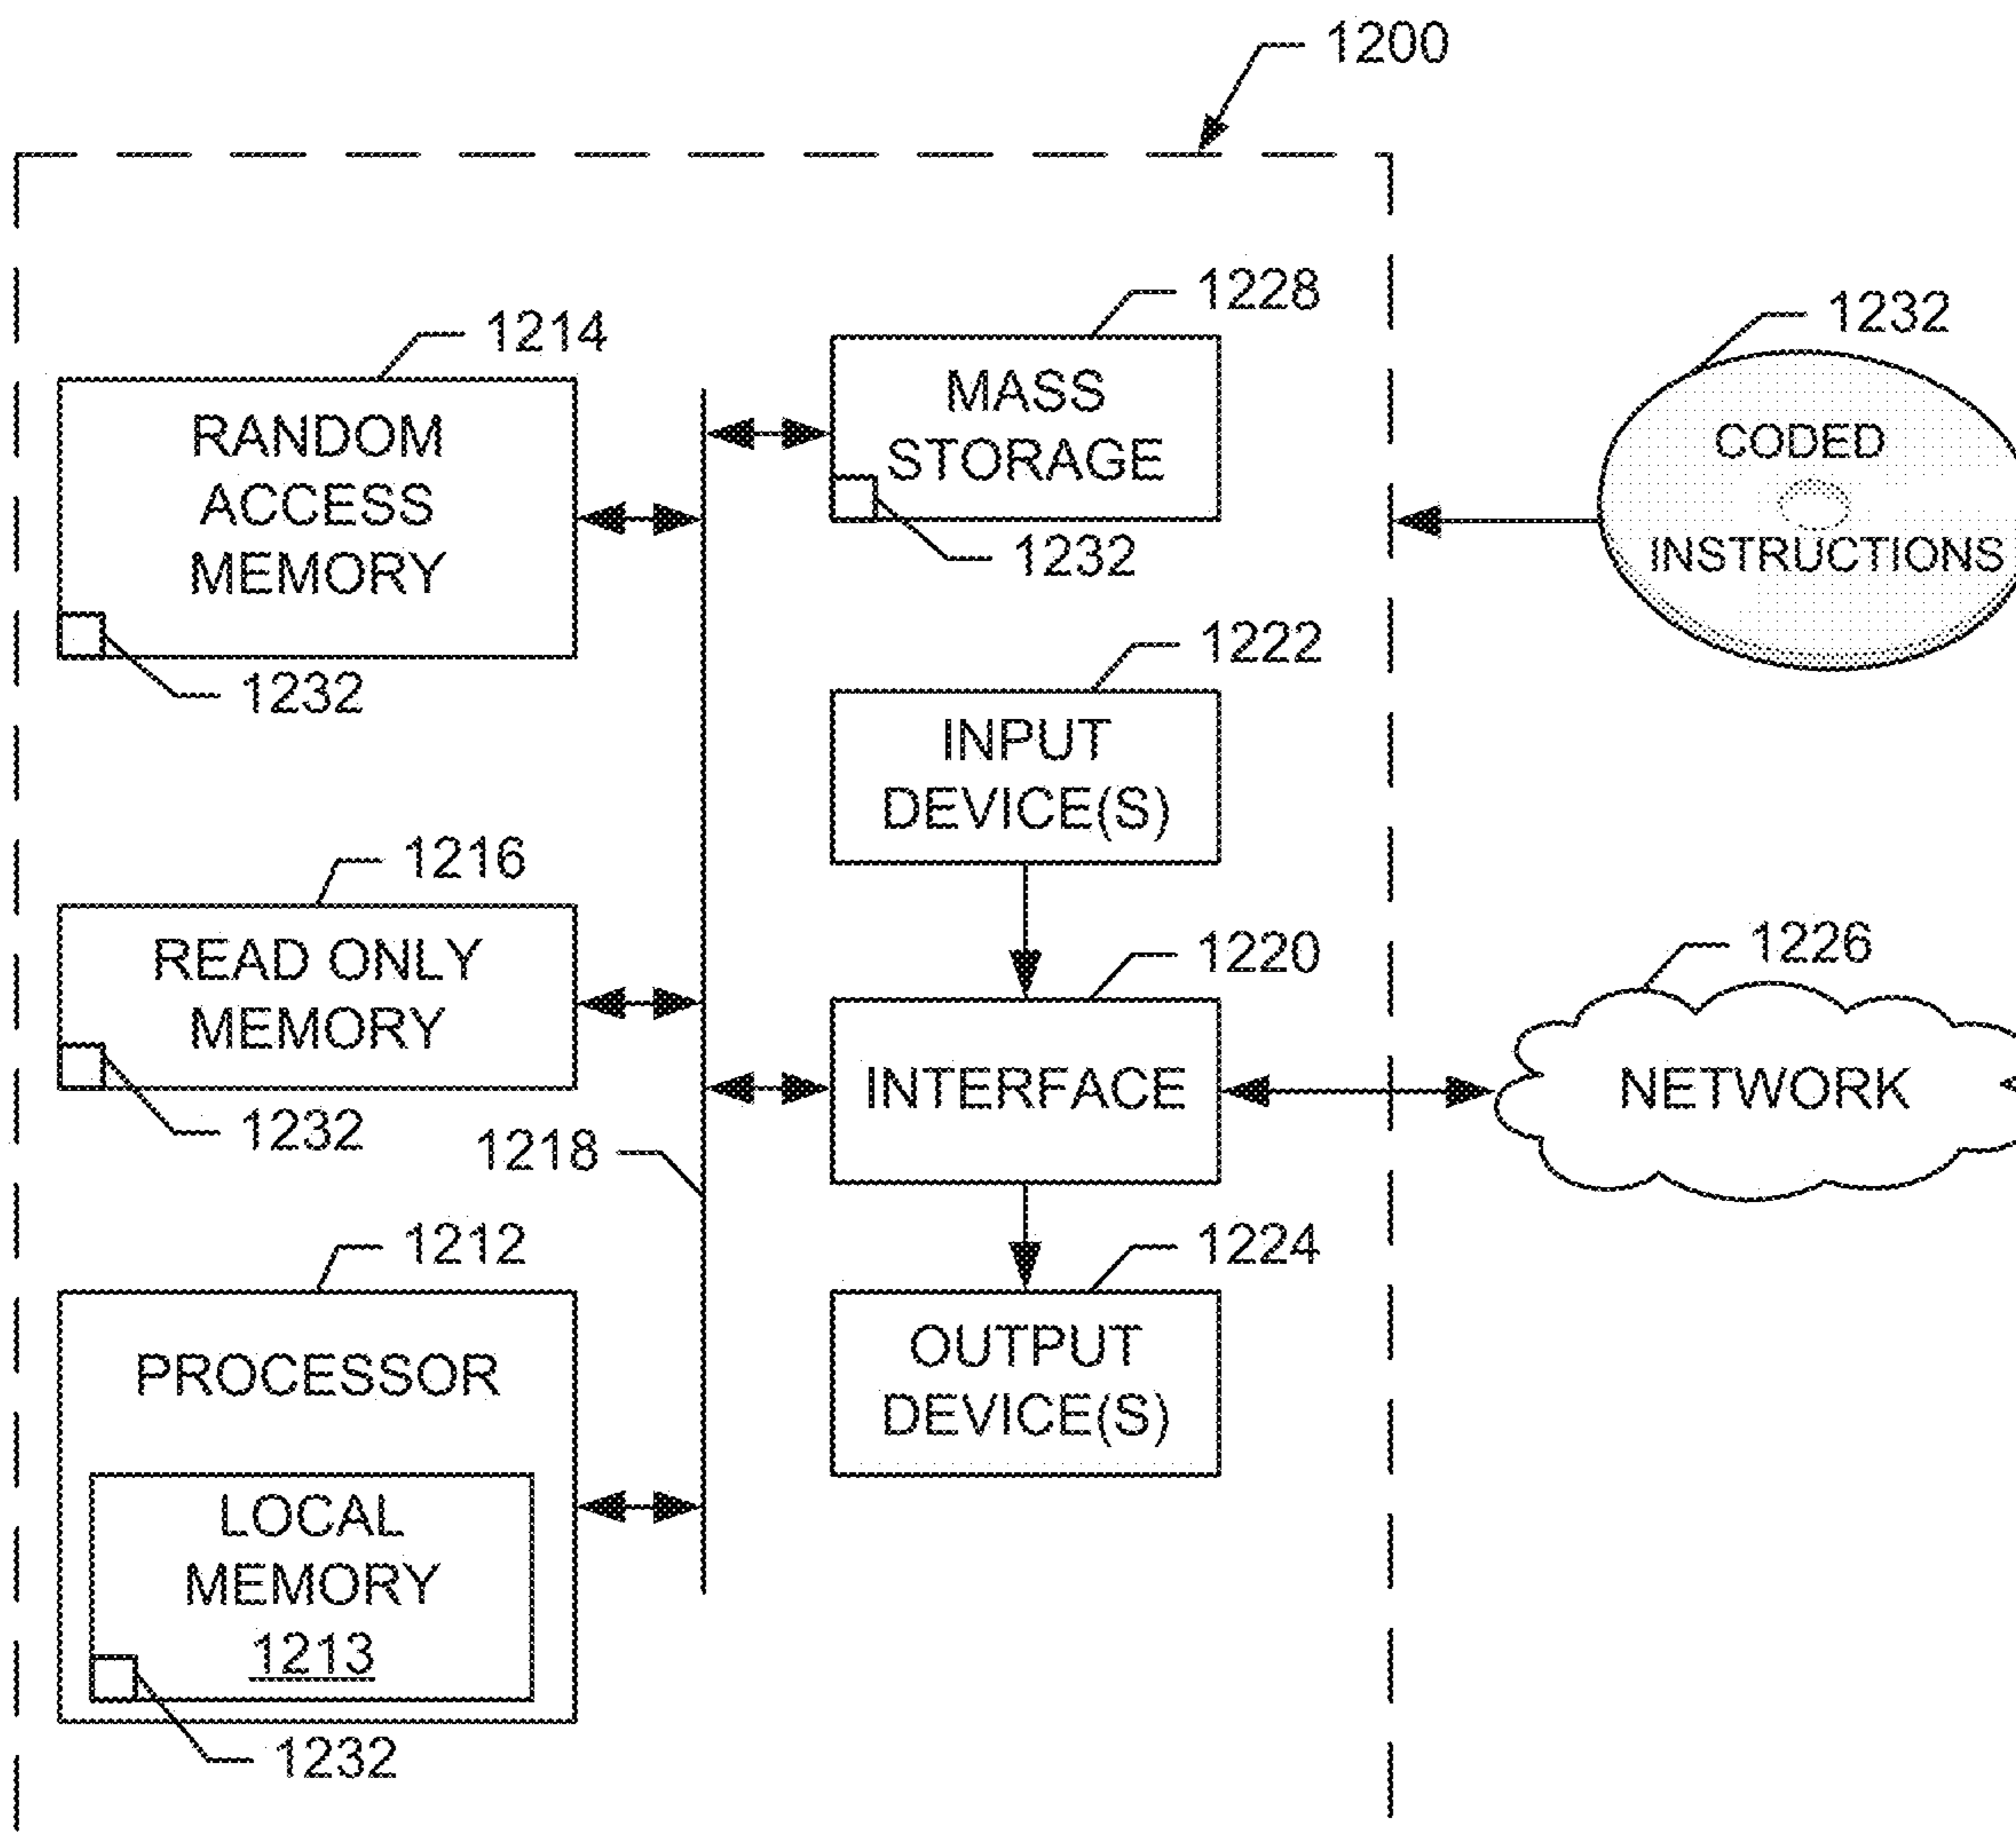 1200
1214
RANDOM
ACCESS
MEMORY
1232
1228
MASS
STORAGE
1232
1232
CODED
INSTRUCTIONS
1222
INPUT
DEVICE(S)
1216
READ ONLY
MEMORY
1232
1218
1220
INTERFACE
1226
NETWORK
1212
PROCESSOR
LOCAL
MEMORY
1213
1232
1224
OUTPUT
DEVICE(S)